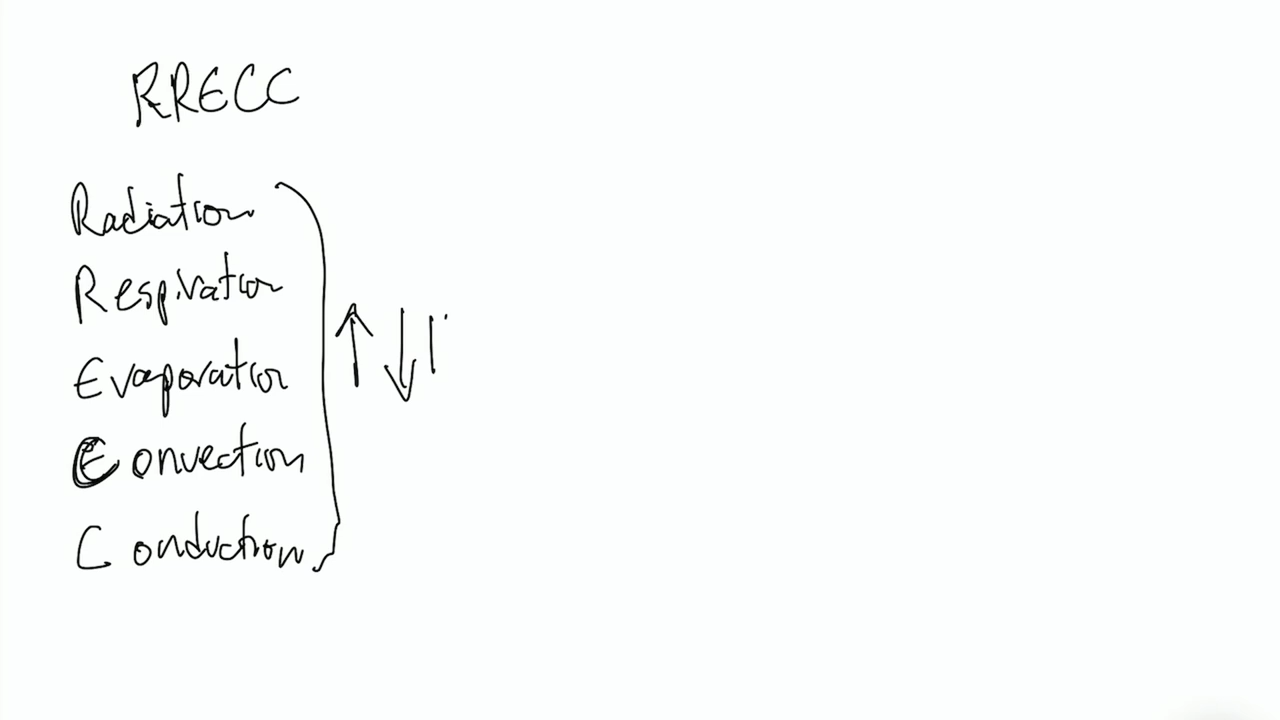 RRECC
Radiation
Respiration
Evaporation
Convection
Conduction
↑ ↓